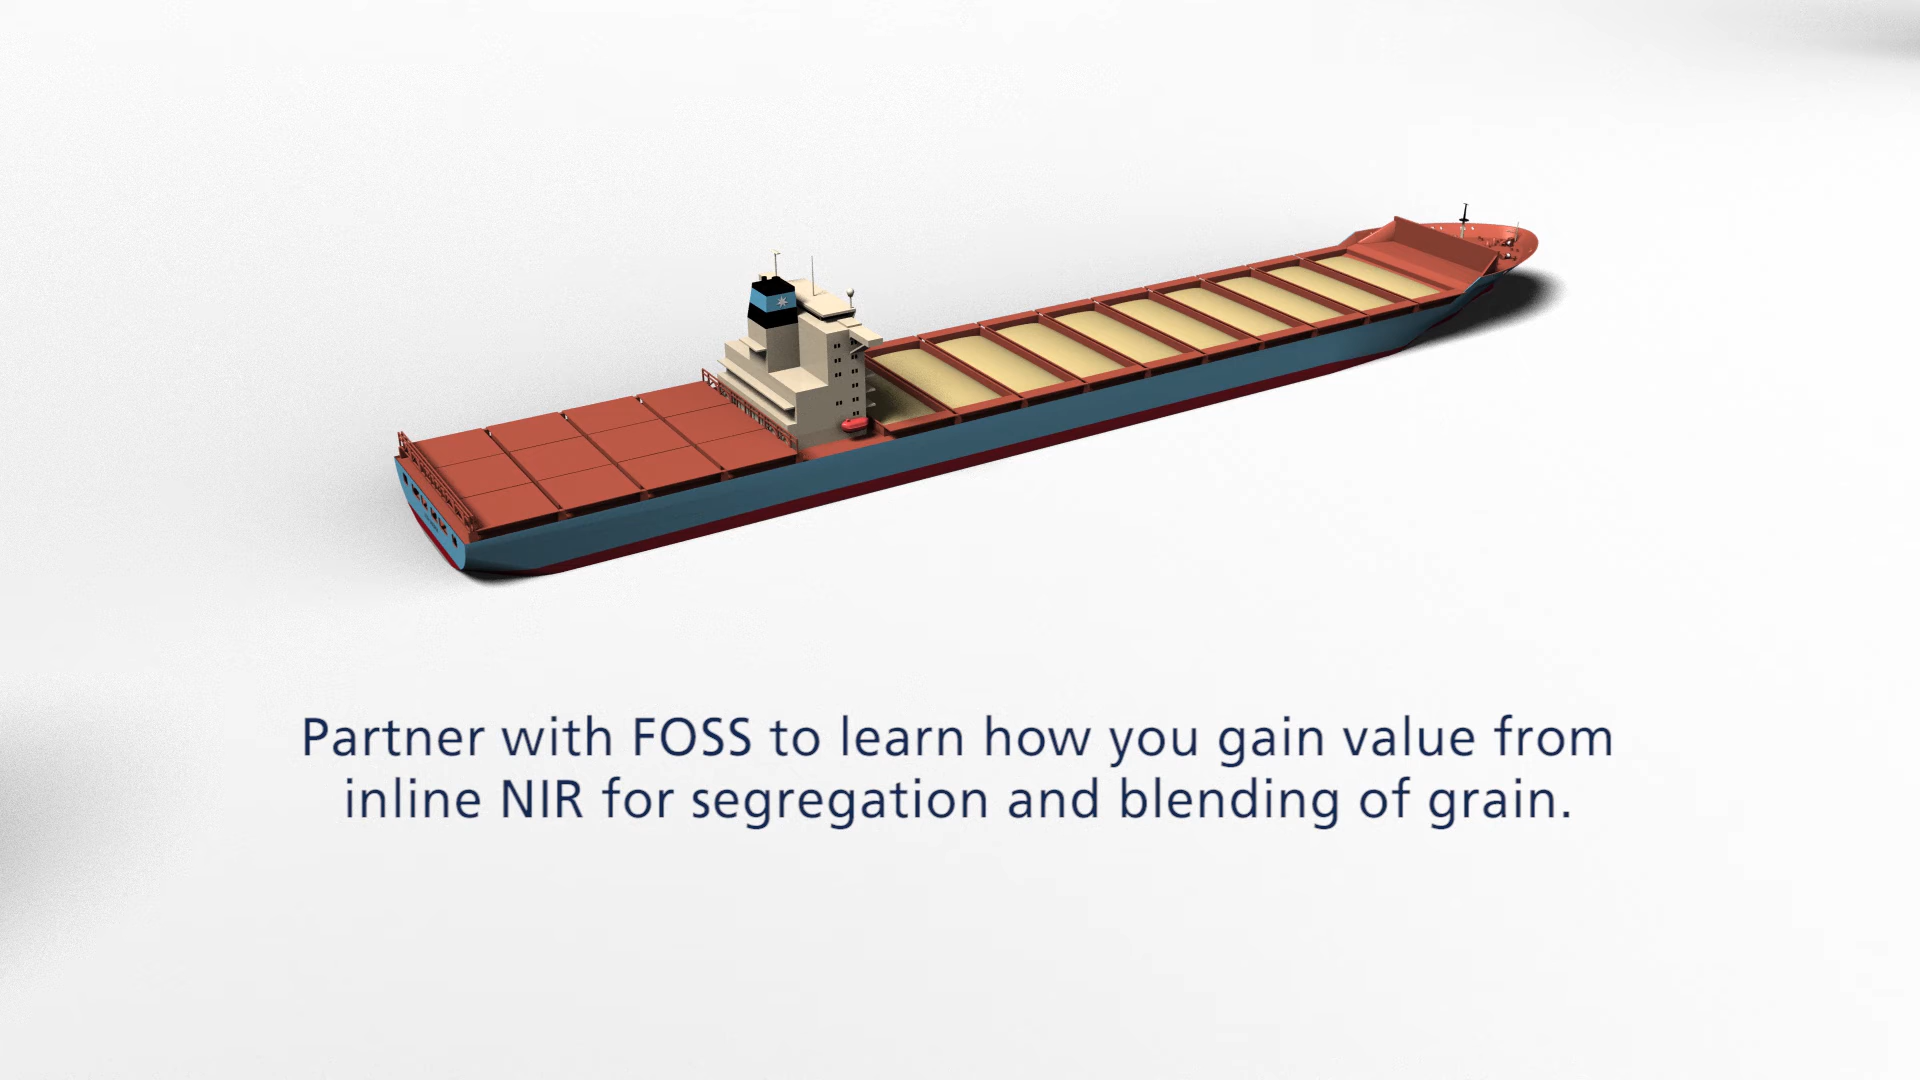 Partner with FOSS to learn how you gain value from
inline NIR for segregation and blending of grain.